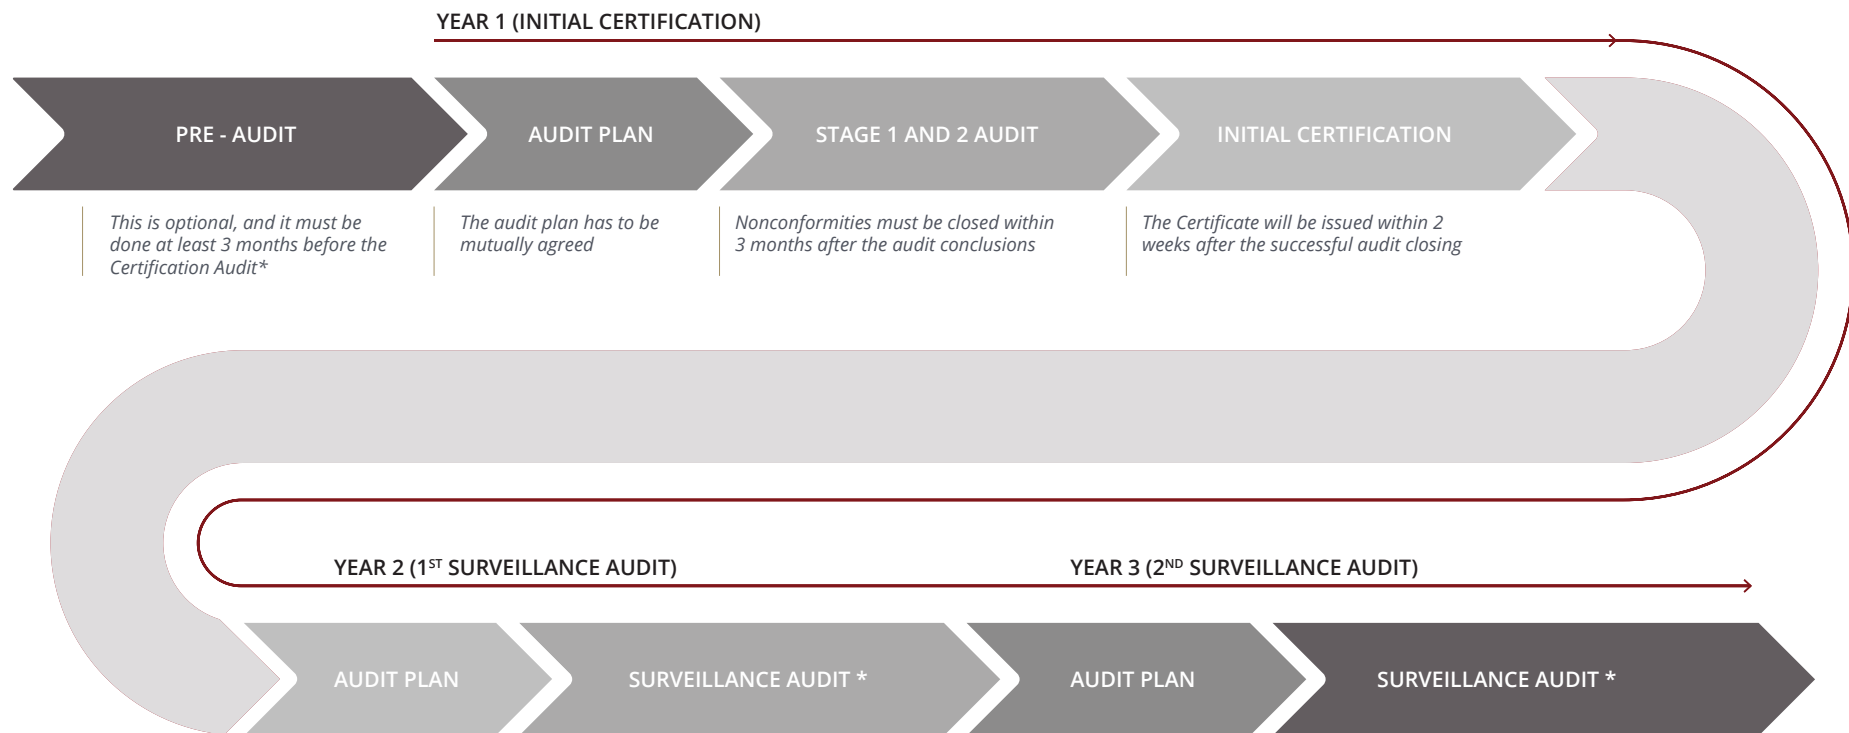 YEAR 1 (INITIAL CERTIFICATION)
PRE - AUDIT
AUDIT PLAN
STAGE 1 AND 2 AUDIT
INITIAL CERTIFICATION
This is optional, and it must be
done at least 3 months before the
Certification Audit*
The audit plan has to be
mutually agreed
Nonconformities must be closed within
3 months after the audit conclusions
The Certificate will be issued within 2
weeks after the successful audit closing
YEAR 2 (1ST SURVEILLANCE AUDIT)
YEAR 3 (2ND SURVEILLANCE AUDIT)
AUDIT PLAN
SURVEILLANCE AUDIT *
AUDIT PLAN
SURVEILLANCE AUDIT *